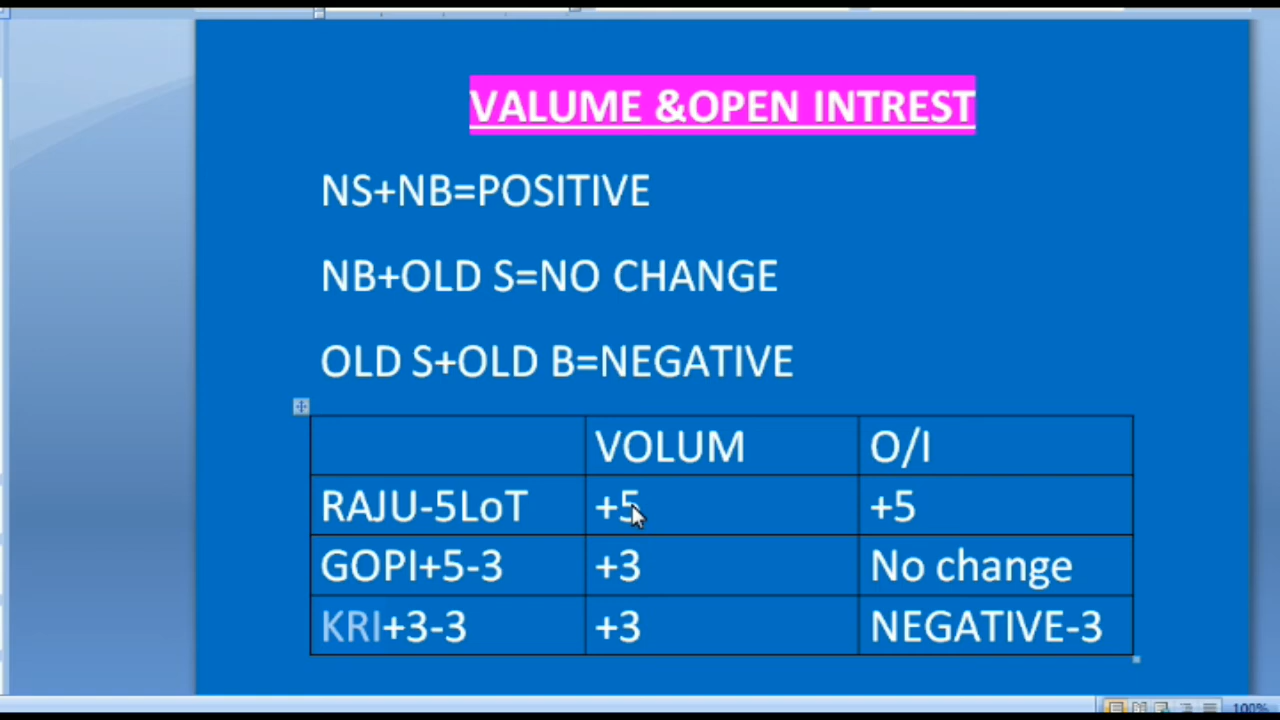 VALUME &OPEN INTREST
NS+NB=POSITIVE
NB+OLD S=NO CHANGE
OLD S+OLD B=NEGATIVE
VOLUM O/I
RAJU-5LoT +5 +5
GOPI+5-3 +3 No change
KRI+3-3 +3 NEGATIVE-3
100%